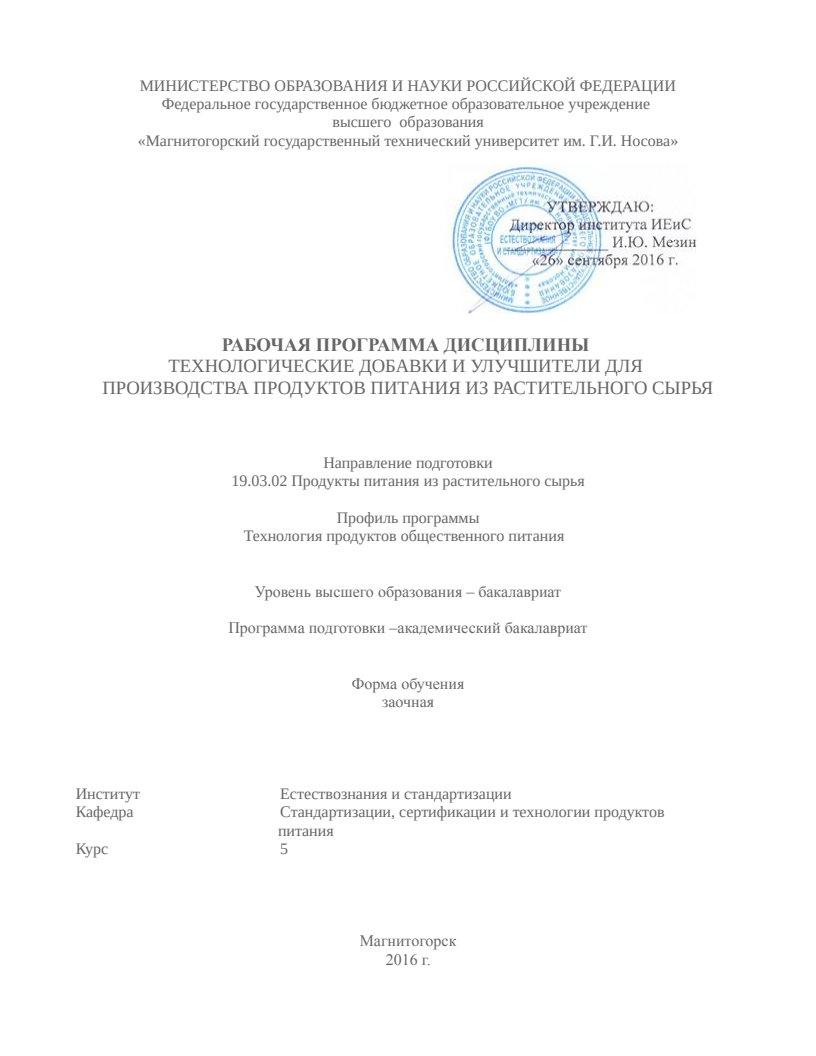 МИНИСТЕРСТВО ОБРАЗОВАНИЯ И НАУКИ РОССИЙСКОЙ ФЕДЕРАЦИИ
Федеральное государственное бюджетное образовательное учреждение
высшего образования
«Магнитогорский государственный технический университет им. Г.И. Носова»
УТВЕРЖДАЮ:
Директор института ИЕиС
И.Ю. Мезин
«26» сентября 2016 г.
ЕСТЕСТВОЗНАНИЯ
И СТАНДАРТИЗАЦИИ
РАБОЧАЯ ПРОГРАММА ДИСЦИПЛИНЫ
ТЕХНОЛОГИЧЕСКИЕ ДОБАВКИ И УЛУЧШИТЕЛИ ДЛЯ
ПРОИЗВОДСТВА ПРОДУКТОВ ПИТАНИЯ ИЗ РАСТИТЕЛЬНОГО СЫРЬЯ
Направление подготовки
19.03.02 Продукты питания из растительного сырья
Профиль программы
Технология продуктов общественного питания
Уровень высшего образования – бакалавриат
Программа подготовки –академический бакалавриат
Форма обучения
заочная
Институт Естествознания и стандартизации
Кафедра Стандартизации, сертификации и технологии продуктов
питания
Курс 5
Магнитогорск
2016 г.